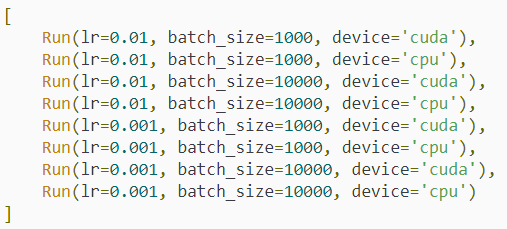 [
    Run(lr=0.01, batch_size=1000, device='cuda'),
    Run(lr=0.01, batch_size=1000, device='cpu'),
    Run(lr=0.01, batch_size=10000, device='cuda'),
    Run(lr=0.01, batch_size=10000, device='cpu'),
    Run(lr=0.001, batch_size=1000, device='cuda'),
    Run(lr=0.001, batch_size=1000, device='cpu'),
    Run(lr=0.001, batch_size=10000, device='cuda'),
    Run(lr=0.001, batch_size=10000, device='cpu')
]